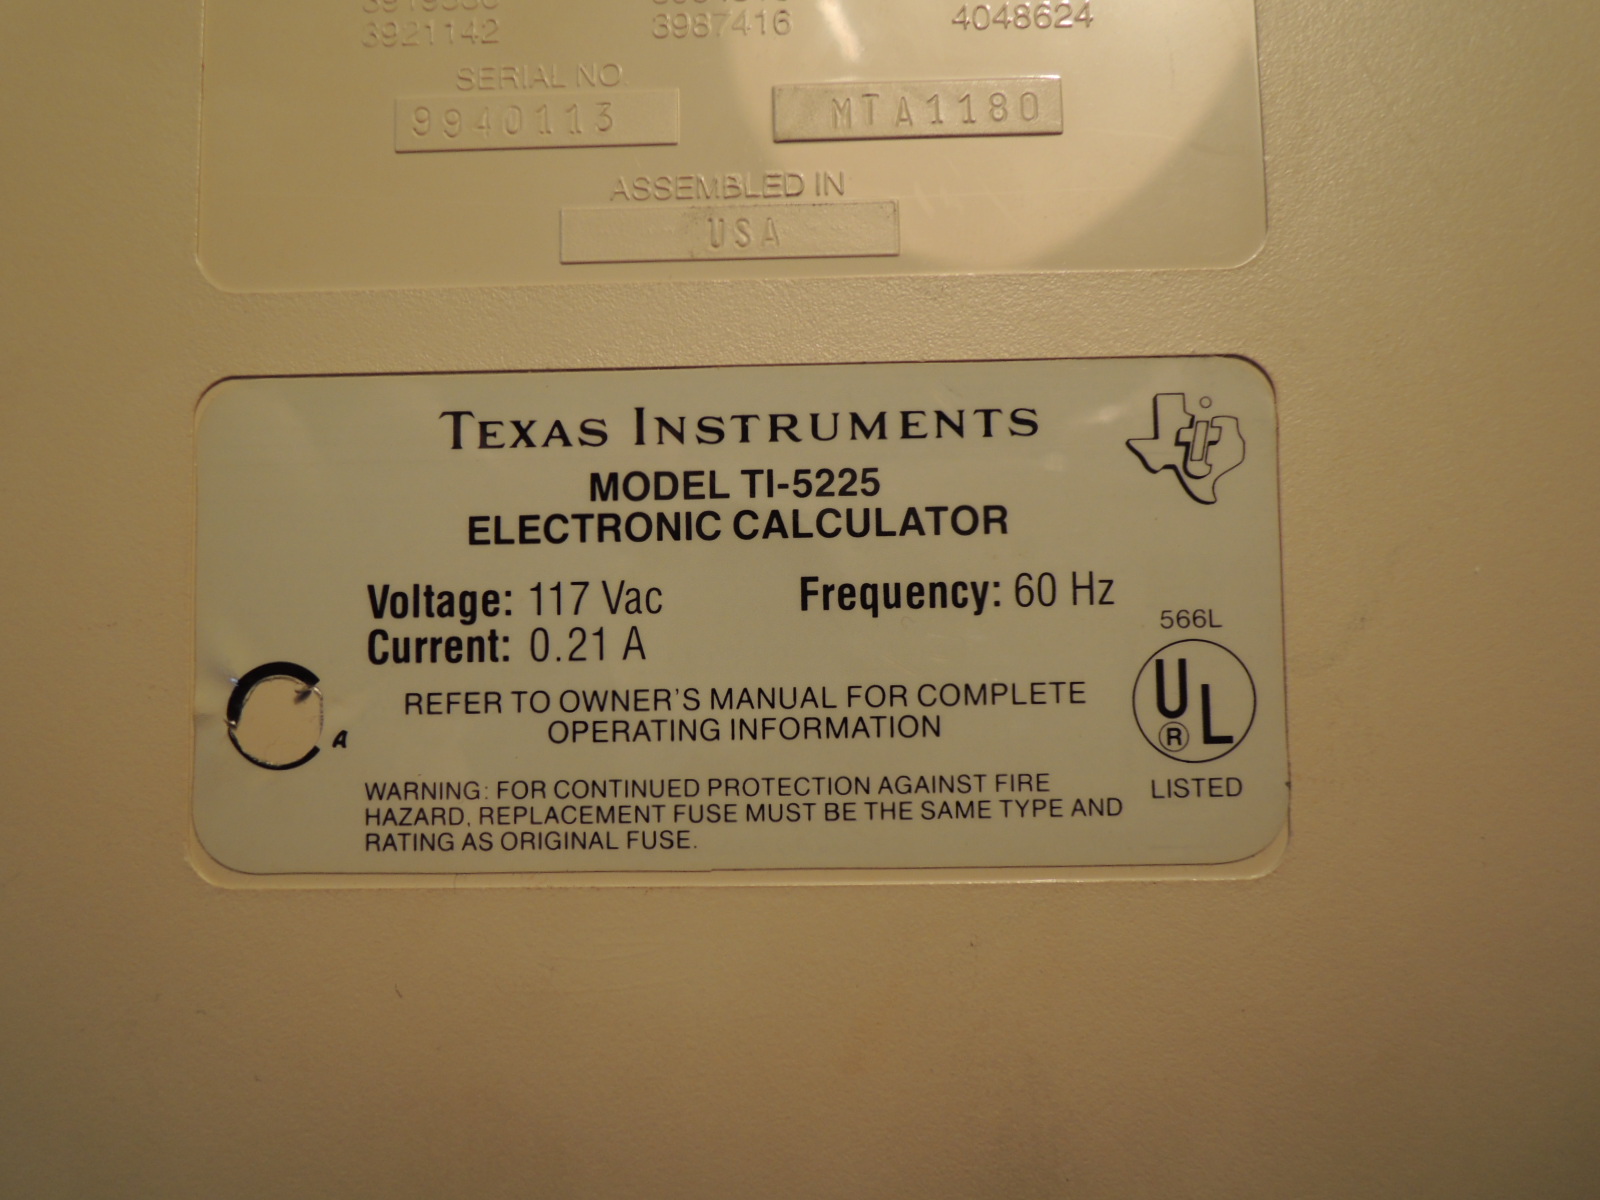 3921142 3987416 4048624
SERIAL NO.
9940113 MTA1180
ASSEMBLED IN
USA
TEXAS INSTRUMENTS
MODEL TI-5225
ELECTRONIC CALCULATOR
Voltage: 117 Vac Frequency: 60 Hz
Current: 0.21 A
566L
REFER TO OWNER'S MANUAL FOR COMPLETE
OPERATING INFORMATION
UL
®
A
LISTED
WARNING: FOR CONTINUED PROTECTION AGAINST FIRE
HAZARD, REPLACEMENT FUSE MUST BE THE SAME TYPE AND
RATING AS ORIGINAL FUSE.